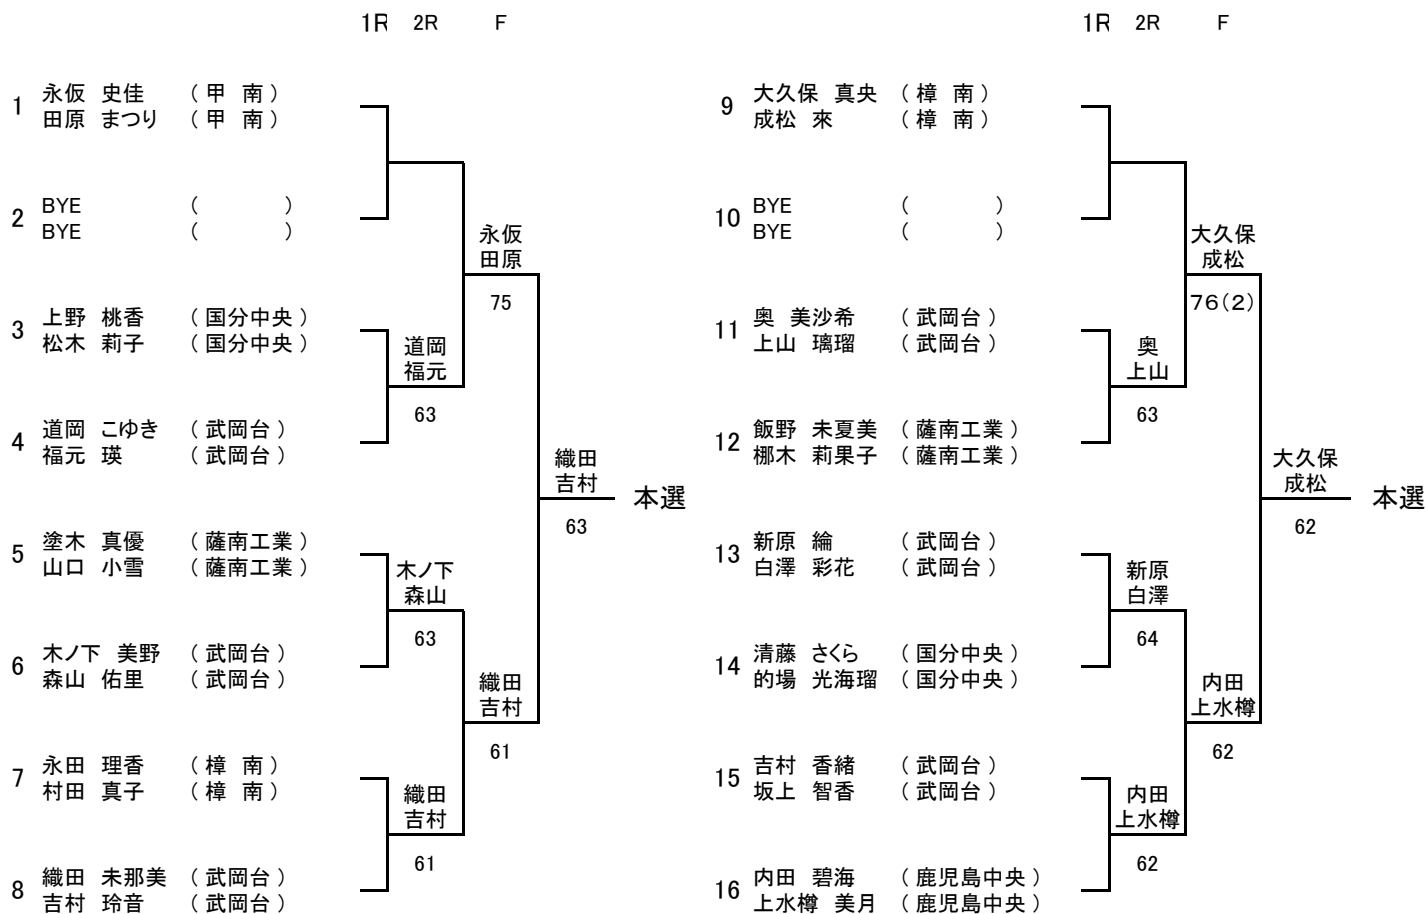 1R 2R F
1 永仮 史佳 ( 甲 南 )
田原 まつり ( 甲 南 )
2 BYE ( )
BYE ( )
永仮
田原
75
3 上野 桃香 ( 国分中央 )
松木 莉子 ( 国分中央 )
道岡
福元
63
4 道岡 こゆき ( 武岡台 )
福元 瑛 ( 武岡台 )
織田
吉村
本選
63
5 塗木 真優 ( 薩南工業 )
山口 小雪 ( 薩南工業 )
木ノ下
森山
63
6 木ノ下 美野 ( 武岡台 )
森山 佑里 ( 武岡台 )
織田
吉村
61
7 永田 理香 ( 樟 南 )
村田 真子 ( 樟 南 )
織田
吉村
61
8 織田 未那美 ( 武岡台 )
吉村 玲音 ( 武岡台 )
1R 2R F
9 大久保 真央 ( 樟 南 )
成松 來 ( 樟 南 )
10 BYE ( )
BYE ( )
大久保
成松
76(2)
11 奥 美沙希 ( 武岡台 )
上山 璃瑠 ( 武岡台 )
奥
上山
63
12 飯野 未夏美 ( 薩南工業 )
梛木 莉果子 ( 薩南工業 )
大久保
成松
本選
62
13 新原 綸 ( 武岡台 )
白澤 彩花 ( 武岡台 )
新原
白澤
64
14 清藤 さくら ( 国分中央 )
的場 光海瑠 ( 国分中央 )
内田
上水樽
62
15 吉村 香緒 ( 武岡台 )
坂上 智香 ( 武岡台 )
内田
上水樽
62
16 内田 碧海 ( 鹿児島中央 )
上水樽 美月 ( 鹿児島中央 )